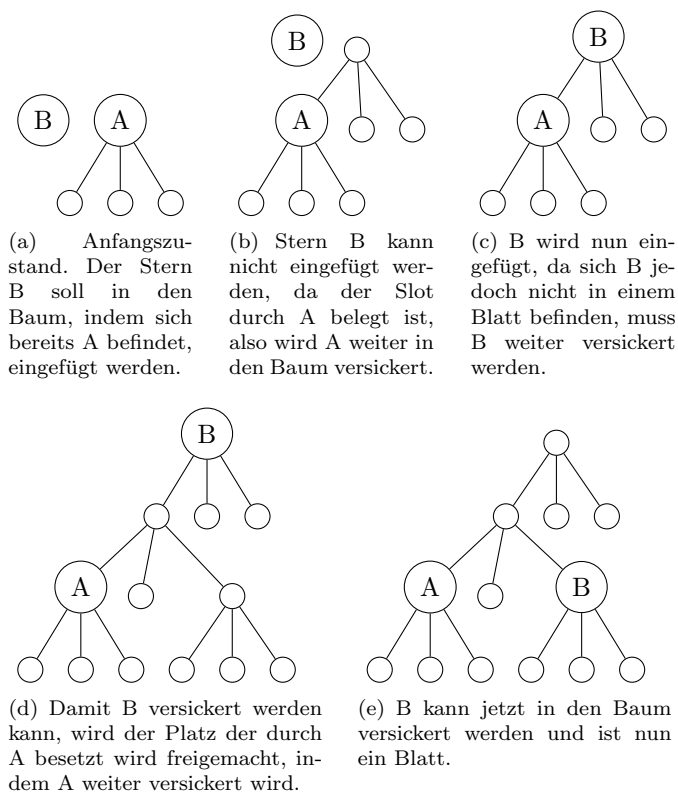 B
A
B
A
B
A
(a) Anfangszu-
stand. Der Stern
B soll in den
Baum, indem sich
bereits A befindet,
eingefügt werden.
(b) Stern B kann
nicht eingefügt wer-
den, da der Slot
durch A belegt ist,
also wird A weiter in
den Baum versickert.
(c) B wird nun ein-
gefügt, da sich B je-
doch nicht in einem
Blatt befinden, muss
B weiter versickert
werden.
B
A
A
B
(d) Damit B versickert werden
kann, wird der Platz der durch
A besetzt wird freigemacht, in-
dem A weiter versickert wird.
(e) B kann jetzt in den Baum
versickert werden und ist nun
ein Blatt.